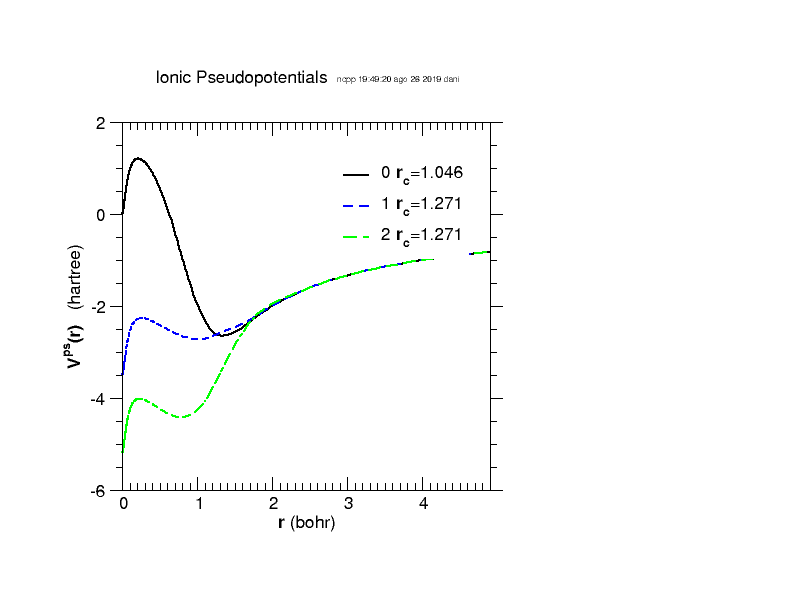 Ionic Pseudopotentials ncpp 19:49:20 ago 26 2019 dani
2
0 rc=1.046
1 rc=1.271
0
2 rc=1.271
-2
Vps(r) (hartree)
-4
-6
0 1 2 3 4
r (bohr)